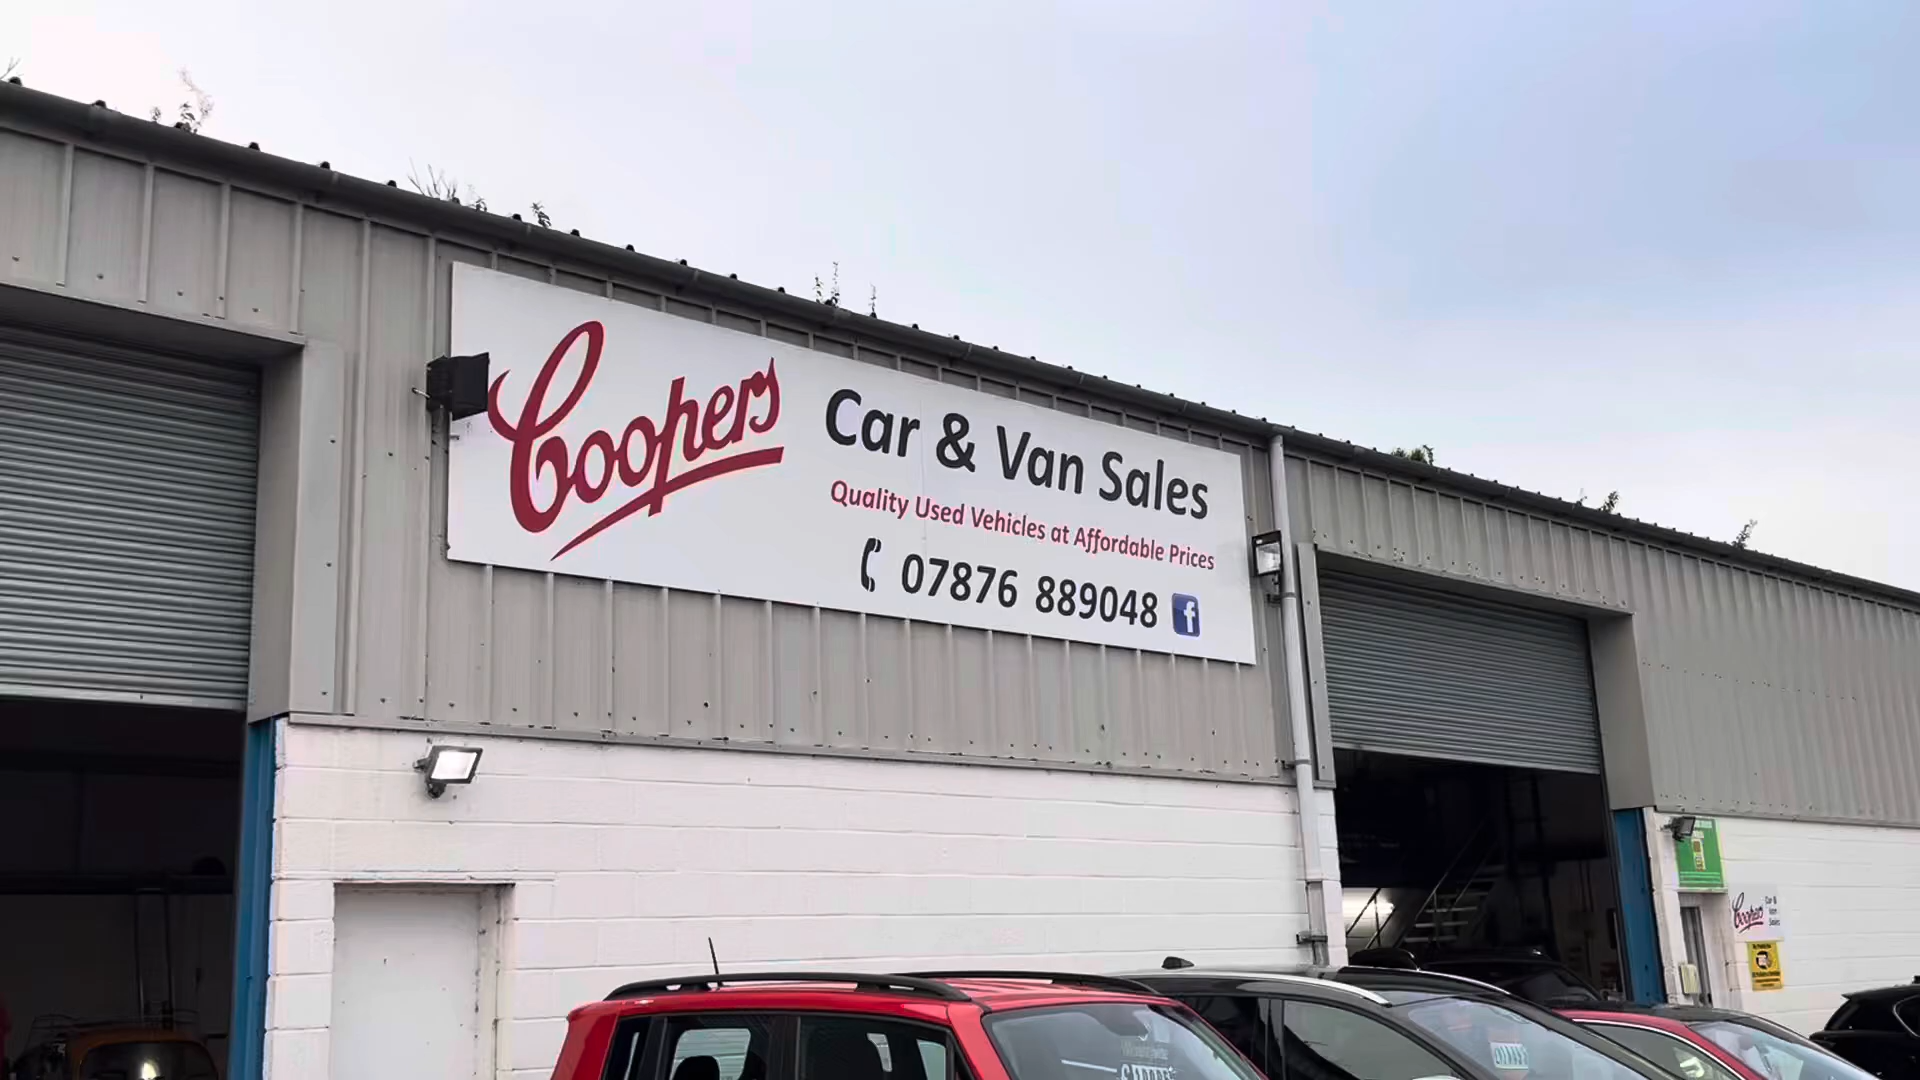 Coopers
Car & Van Sales
Quality Used Vehicles at Affordable Prices
07876 889048
f
Coopers
Car &
Van
Sales